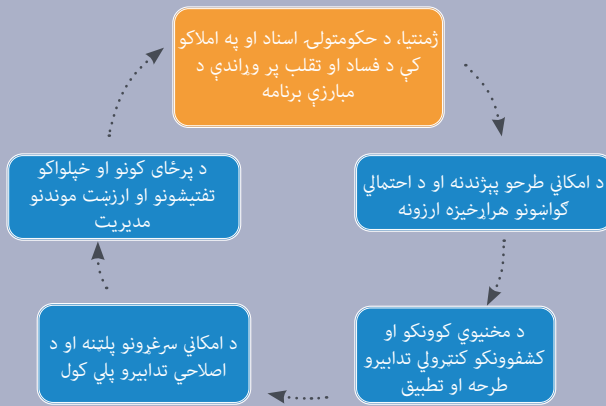 ژمنتیا، د حکومتولۍ اسناد او په املاکو
کې د فساد او تقلب پر وړاندې د
مبارزې برنامه
د امکاني طرحو پېژندنه او د احتمالي
ګواښونو هراړخیزه ارزونه
د مخنیوي کوونکو او
کشفوونکو کنټرولي تدابیرو
طرحه او تطبیق
د امکاني سرغړونو پلټنه او د
اصلاحي تدابیرو پلي کول
د پرځای کونو او خپلواکو
تفتیشونو او ارزښت موندنو
مدیریت